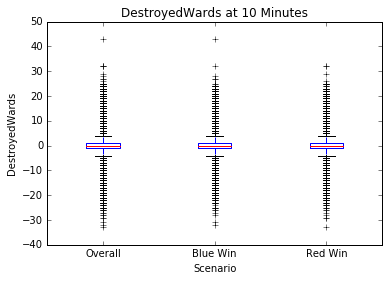 DestroyedWards at 10 Minutes
50
40
30
20
10
0
−10
−20
−30
−40
DestroyedWards
Overall Blue Win Red Win
Scenario